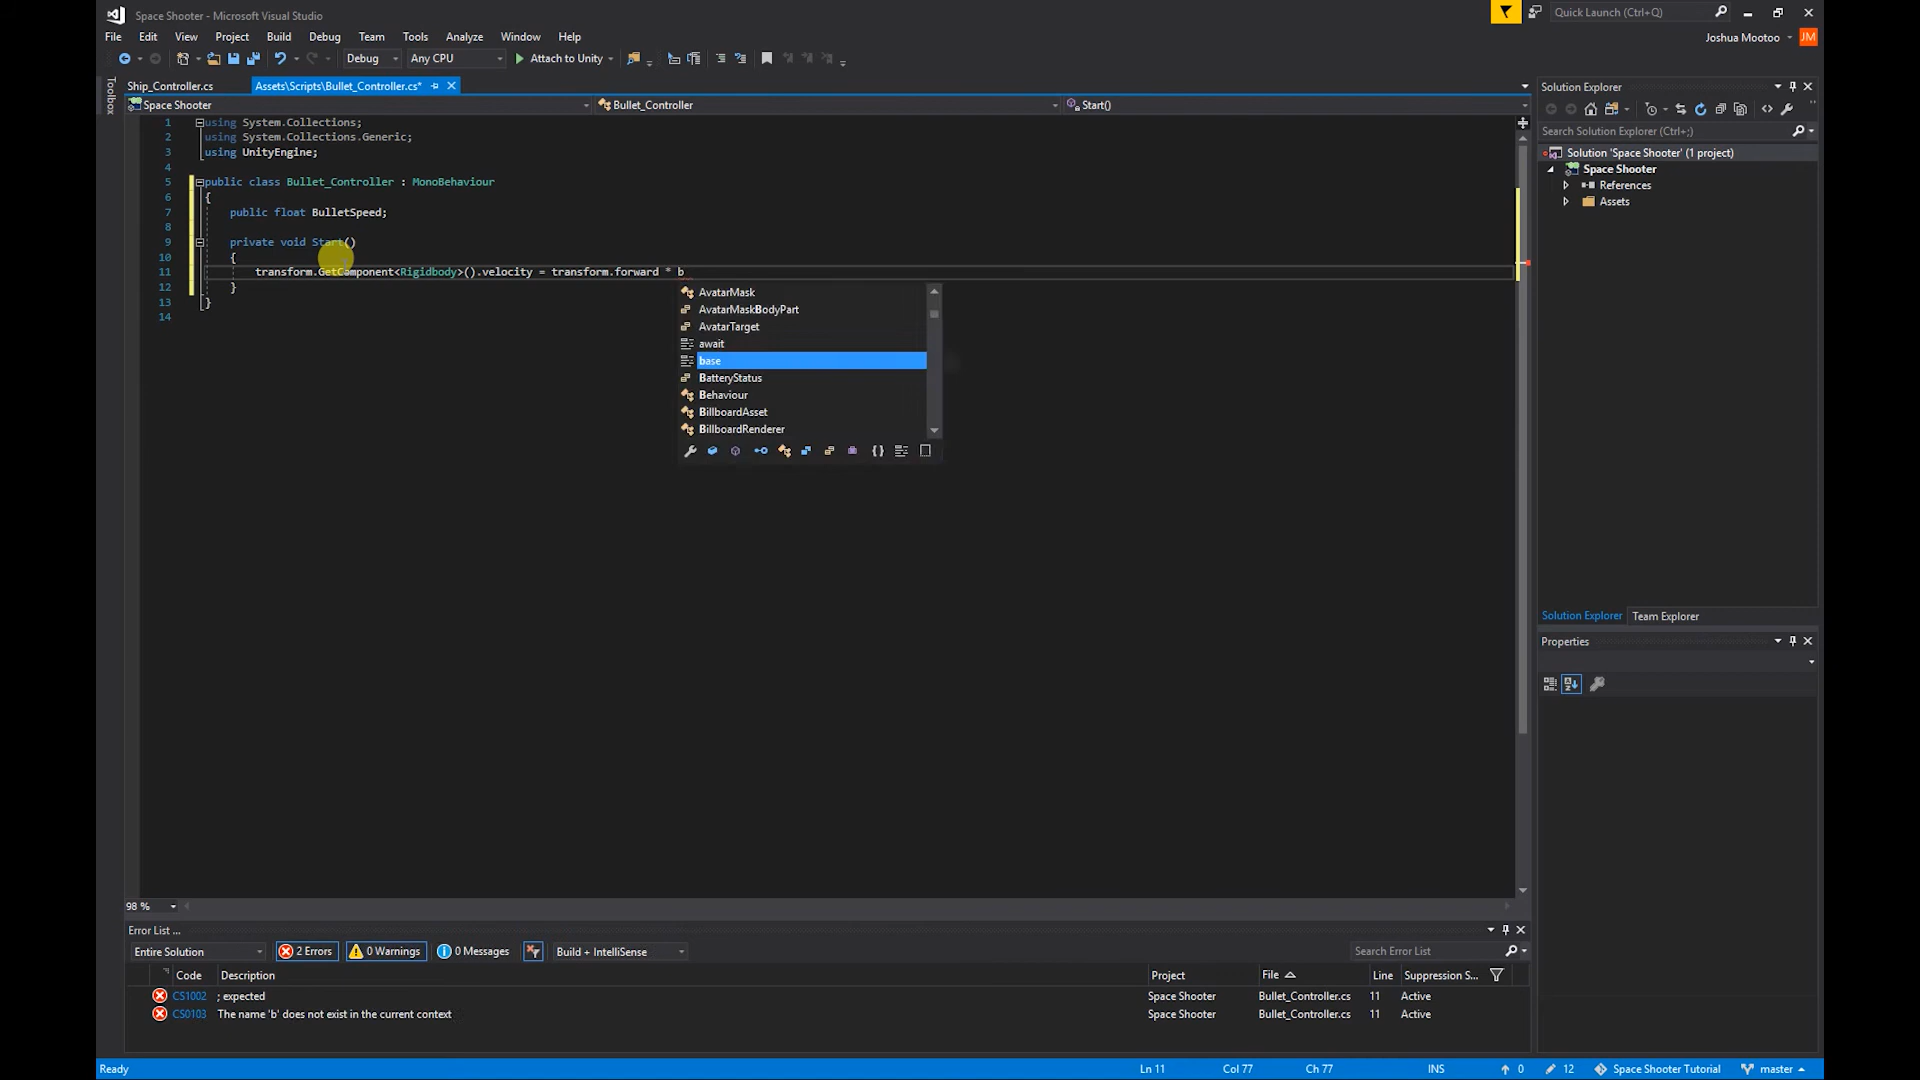 Space Shooter - Microsoft Visual Studio
Quick Launch (Ctrl+Q)
File Edit View Project Build Debug Team Tools Analyze Window Help
Joshua Mootoo JM
Debug Any CPU Attach to Unity
Toolbox
Ship_Controller.cs Assets\Scripts\Bullet_Controller.cs*
Space Shooter Bullet_Controller Start()
1 using System.Collections;
2 using System.Collections.Generic;
3 using UnityEngine;
4
5 public class Bullet_Controller : MonoBehaviour
6 {
7 public float BulletSpeed;
8
9 private void Start()
10 {
11 transform.GetComponent<Rigidbody>().velocity = transform.forward * b
12 }
13 }
14
AvatarMask
AvatarMaskBodyPart
AvatarTarget
await
base
BatteryStatus
Behaviour
BillboardAsset
BillboardRenderer
Solution Explorer
Search Solution Explorer (Ctrl+;)
Solution 'Space Shooter' (1 project)
Space Shooter
References
Assets
Solution Explorer Team Explorer
Properties
98 %
Error List ...
Entire Solution 2 Errors 0 Warnings 0 Messages Build + IntelliSense Search Error List
Code Description Project File Line Suppression S...
CS1002 ; expected Space Shooter Bullet_Controller.cs 11 Active
CS0103 The name 'b' does not exist in the current context Space Shooter Bullet_Controller.cs 11 Active
Ready Ln 11 Col 77 Ch 77 INS 0 12 Space Shooter Tutorial master